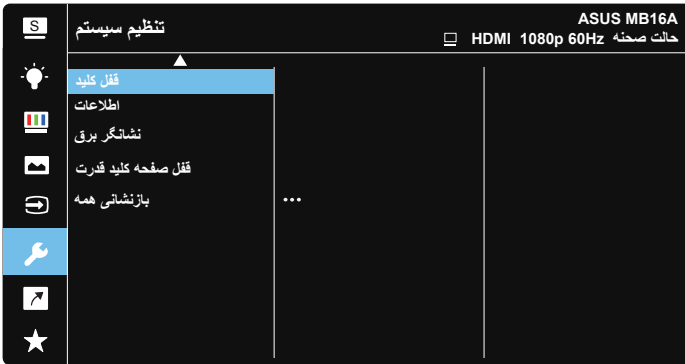 S
تنظیم سیستم
ASUS MB16A
حالت صحنه HDMI 1080p 60Hz
قفل کلید
اطلاعات
نشانگر برق
قفل صفحه کلید قدرت
بازنشانی همه
...